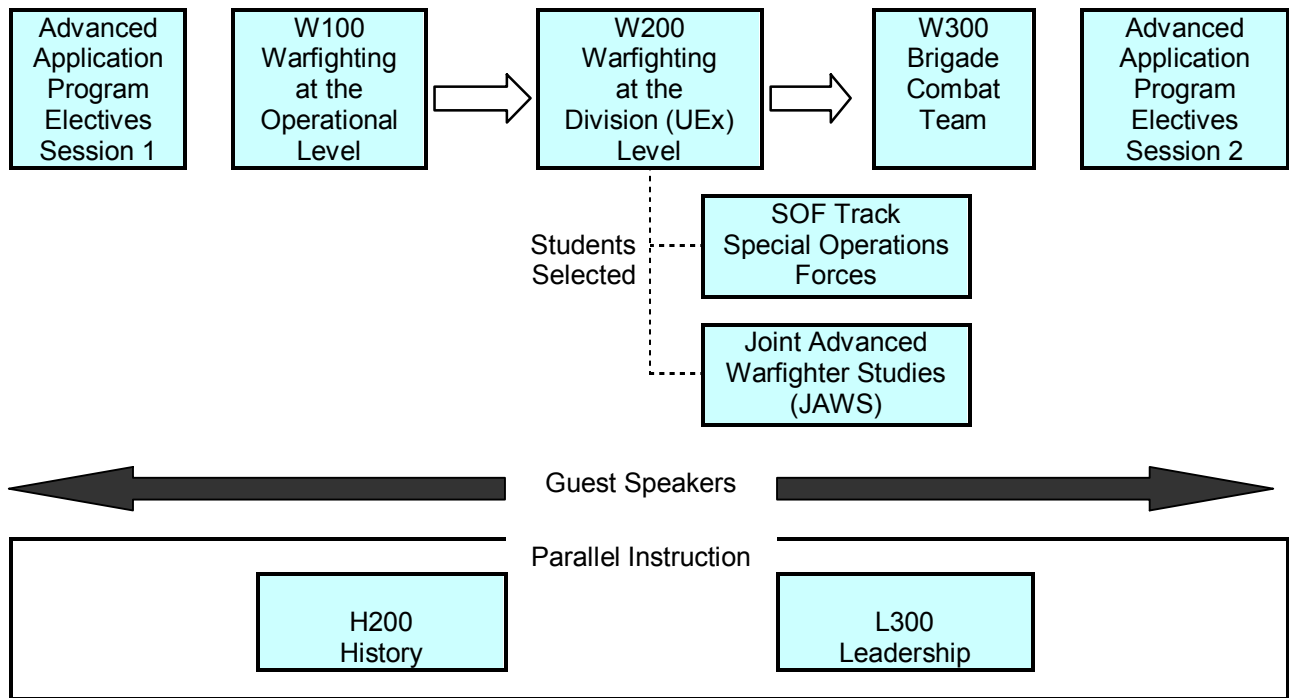 Advanced
Application
Program
Electives
Session 1
W100
Warfighting
at the
Operational
Level
W200
Warfighting
at the
Division (UEx)
Level
W300
Brigade
Combat
Team
Advanced
Application
Program
Electives
Session 2
Students
Selected
SOF Track
Special Operations
Forces
Joint Advanced
Warfighter Studies
(JAWS)
Guest Speakers
Parallel Instruction
H200
History
L300
Leadership